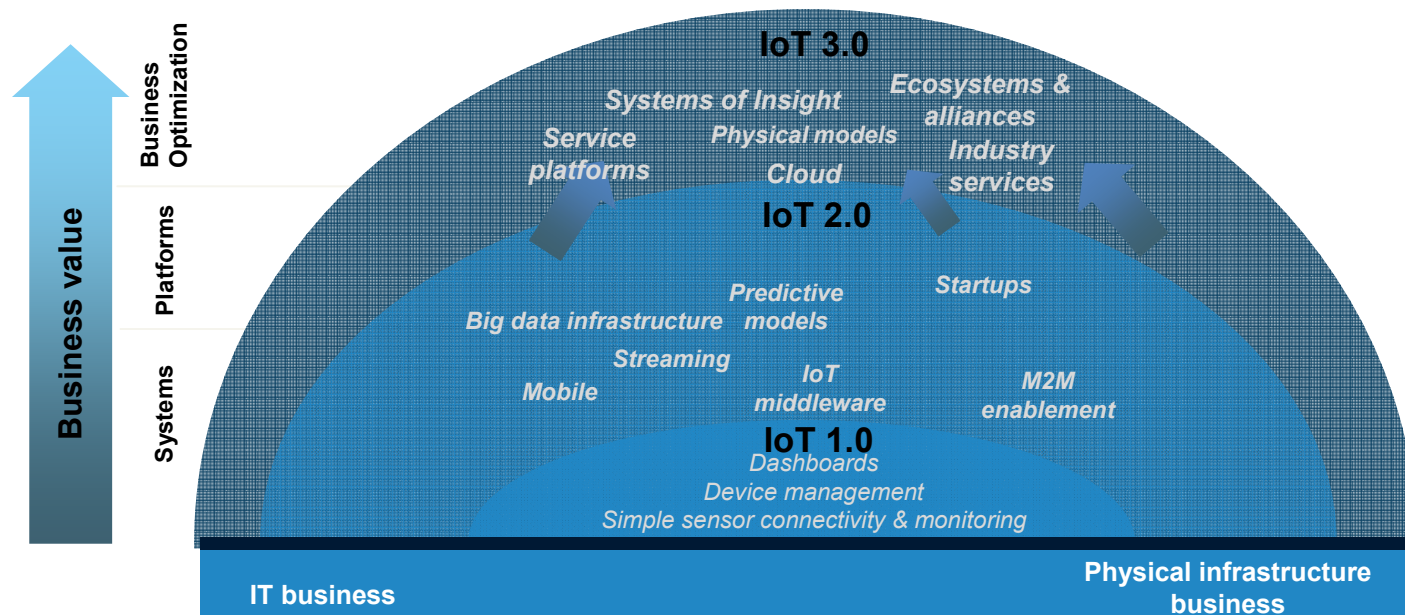 Business value
Business
Optimization
Platforms
Systems
IoT 3.0
Systems of Insight
Ecosystems &
alliances
Service
platforms
Physical models
Industry
services
Cloud
IoT 2.0
Startups
Predictive
models
Big data infrastructure
Streaming
Mobile
IoT
middleware
M2M
enablement
IoT 1.0
Dashboards
Device management
Simple sensor connectivity & monitoring
IT business
Physical infrastructure
business